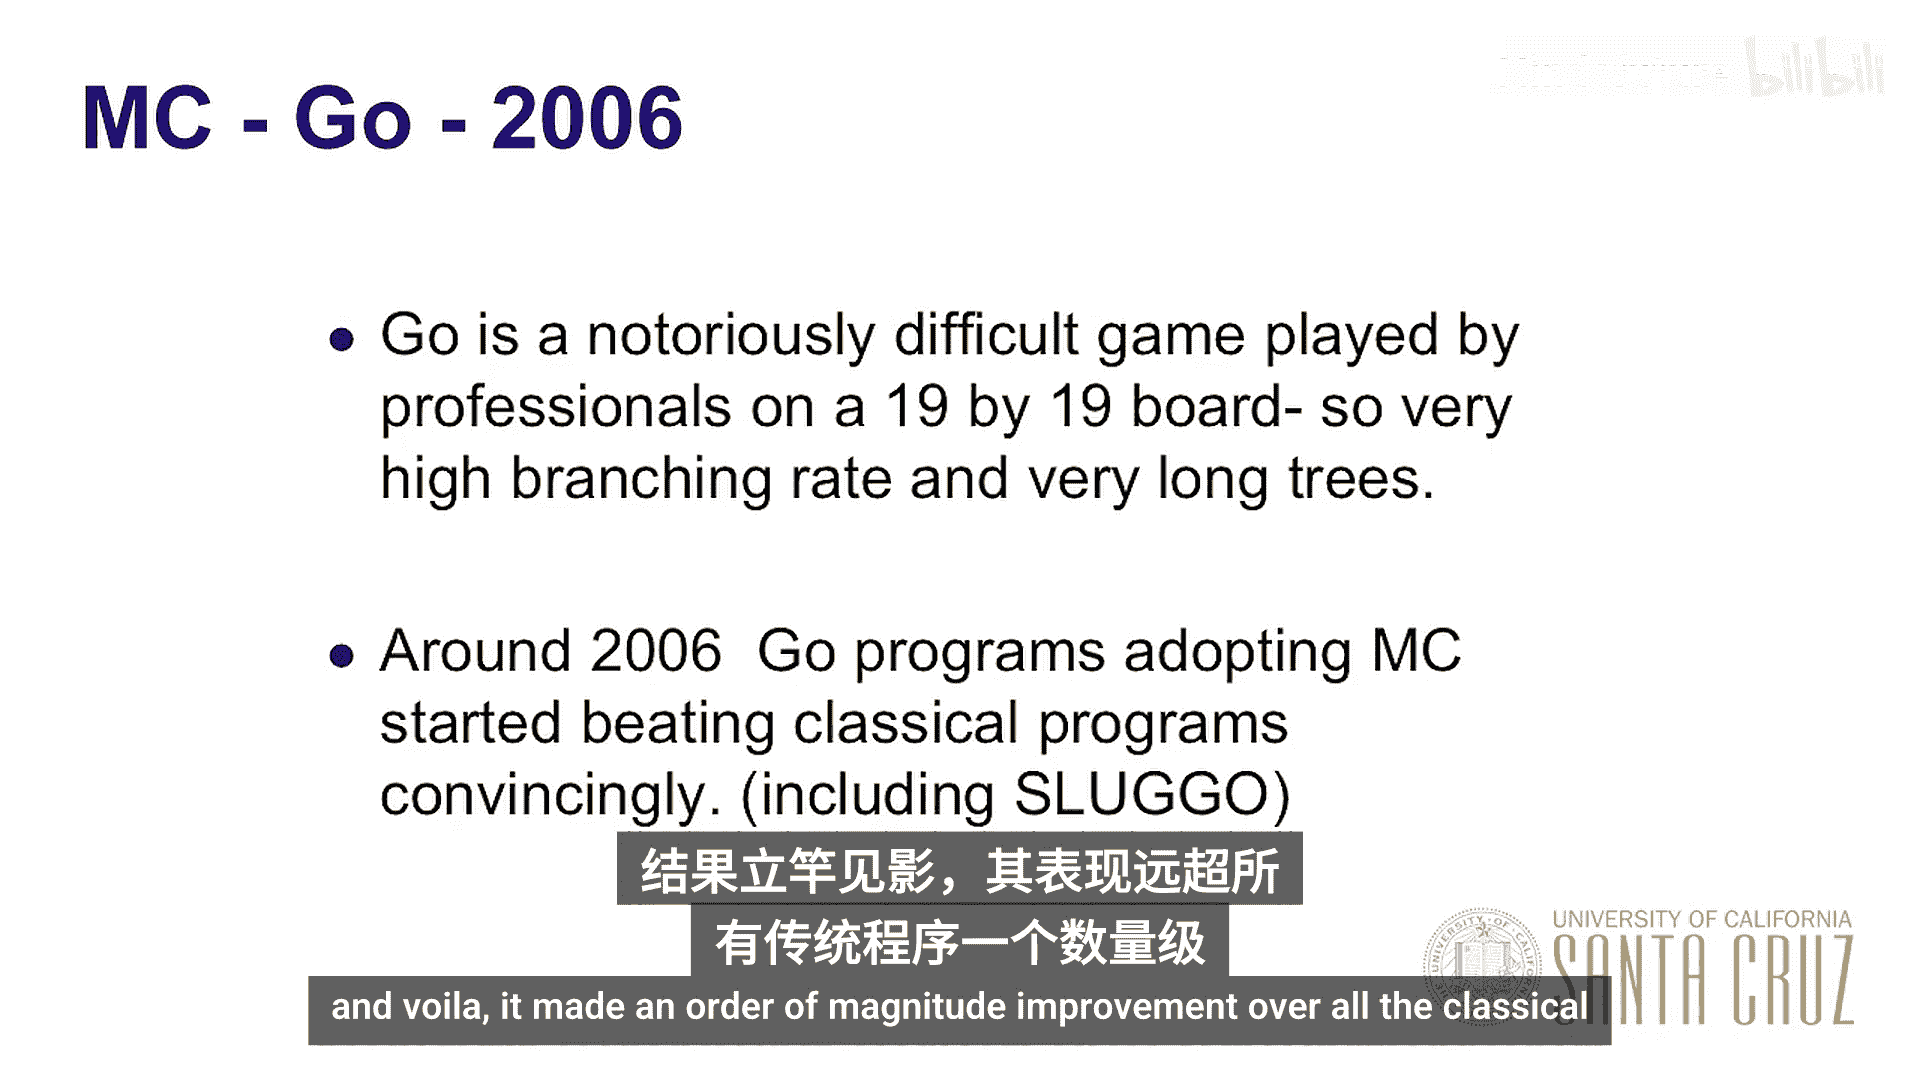 bilibili
MC - Go - 2006
● Go is a notoriously difficult game played by
professionals on a 19 by 19 board- so very
high branching rate and very long trees.
● Around 2006  Go programs adopting MC
started beating classical programs
convincingly. (including SLUGGO)
结果立竿见影，其表现远超所
有传统程序一个数量级
and voila, it made an order of magnitude improvement over all the classical
UNIVERSITY OF CALIFORNIA
SANTA CRUZ